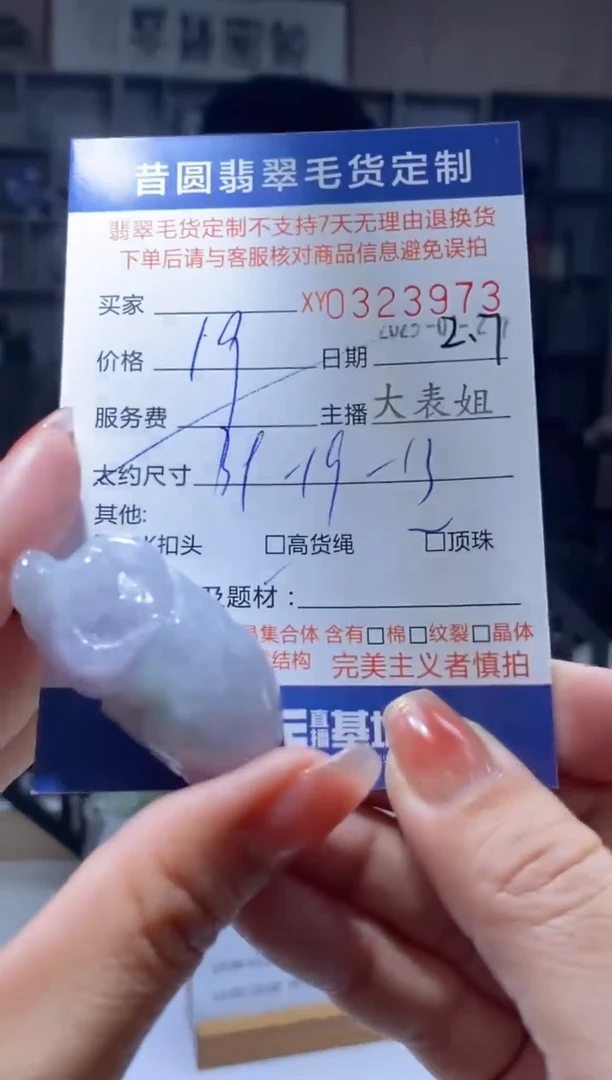 昔圆翡翠毛货定制
翡翠毛货定制不支持7天无理由退换货
下单后请与客服核对商品信息避免误拍
买家 XY0323973
价格 19 日期 2.7
服务费 主播 大表姐
太约尺寸 31-19-13
其他:
扣头 □高货绳 □顶珠
及题材：
集合体 含有□棉□纹裂□晶体
结构 完美主义者慎拍
直播基